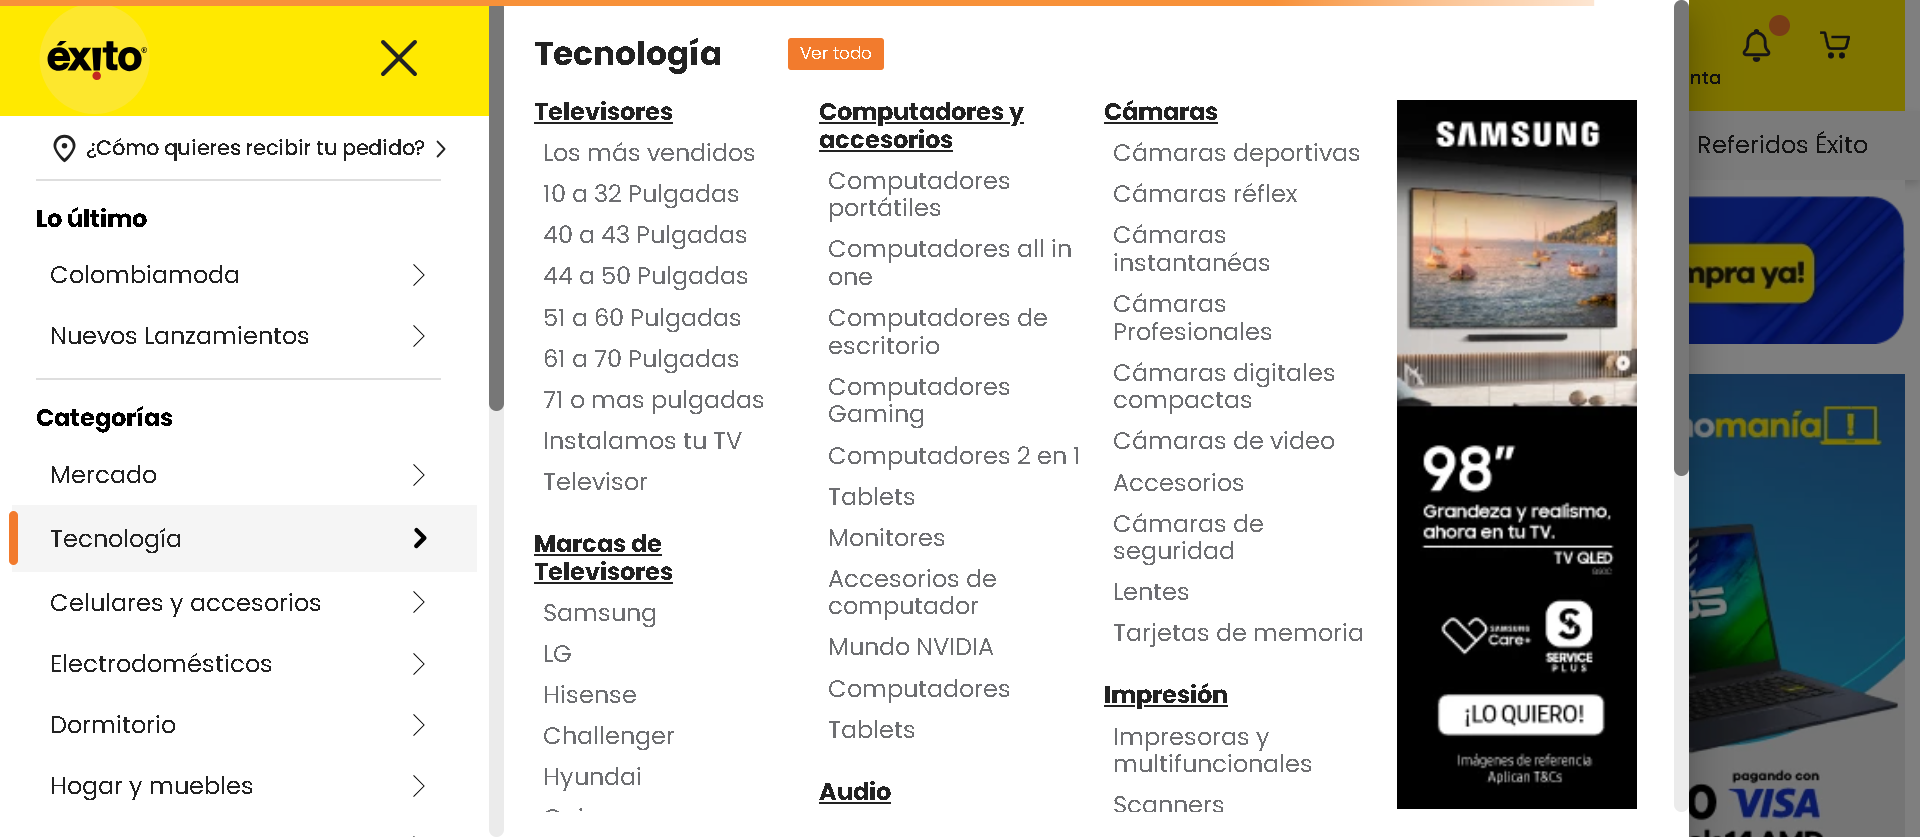 éxito
¿Cómo quieres recibir tu pedido?
Lo último
Colombiamoda
Nuevos Lanzamientos
Categorías
Mercado
Tecnología
Celulares y accesorios
Electrodomésticos
Dormitorio
Hogar y muebles
Tecnología
Ver todo
Televisores
Los más vendidos
10 a 32 Pulgadas
40 a 43 Pulgadas
44 a 50 Pulgadas
51 a 60 Pulgadas
61 a 70 Pulgadas
71 o mas pulgadas
Instalamos tu TV
Televisor
Marcas de
Televisores
Samsung
LG
Hisense
Challenger
Hyundai
Computadores y
accesorios
Computadores
portátiles
Computadores all in
one
Computadores de
escritorio
Computadores
Gaming
Computadores 2 en 1
Tablets
Monitores
Accesorios de
computador
Mundo NVIDIA
Computadores
Tablets
Audio
Cámaras
Cámaras deportivas
Cámaras réflex
Cámaras
instantanéas
Cámaras
Profesionales
Cámaras digitales
compactas
Cámaras de video
Accesorios
Cámaras de
seguridad
Lentes
Tarjetas de memoria
Impresión
Impresoras y
multifuncionales
Scanners
SAMSUNG
98”
Grandeza y realismo,
ahora en tu TV.
TV QLED
SAMSUNG
Care+
SERVICE
PLUS
¡LO QUIERO!
Imágenes de referencia
Aplican T&Cs
nta
Referidos Éxito
mpra ya!
omanía
!
pagando con
0 VISA